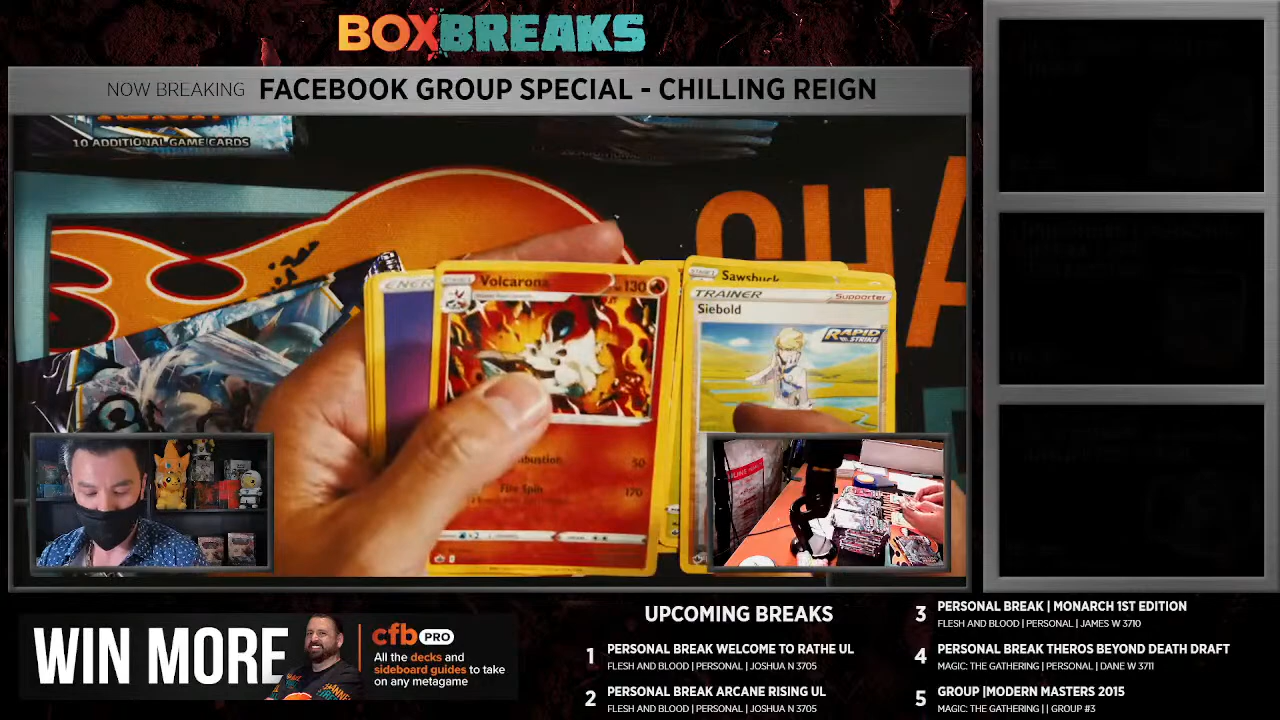 BOXBREAKS
NOW BREAKING FACEBOOK GROUP SPECIAL - CHILLING REIGN
10 ADDITIONAL GAME CARDS
SHA
Volcarona 130
50
Fire Spin 170
x2
Sawsbuck
TRAINER Supporter
Siebold
RAPID STRIKE
WIN MORE
cfb PRO
All the decks and
sideboard guides to take
on any metagame
UPCOMING BREAKS
1 PERSONAL BREAK WELCOME TO RATHE UL
FLESH AND BLOOD | PERSONAL | JOSHUA N 3705
2 PERSONAL BREAK ARCANE RISING UL
FLESH AND BLOOD | PERSONAL | JOSHUA N 3705
3 PERSONAL BREAK | MONARCH 1ST EDITION
FLESH AND BLOOD | PERSONAL | JAMES W 3710
4 PERSONAL BREAK THEROS BEYOND DEATH DRAFT
MAGIC: THE GATHERING | PERSONAL | DANE W 3711
5 GROUP |MODERN MASTERS 2015
MAGIC: THE GATHERING | | GROUP #3